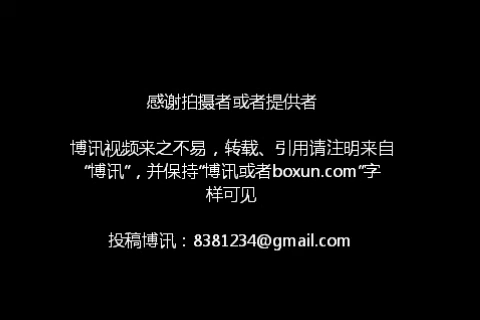 感谢拍摄者或者提供者
博讯视频来之不易，转载、引用请注明来自
“博讯”，并保持“博讯或者boxun.com”字
样可见
投稿博讯：8381234@gmail.com